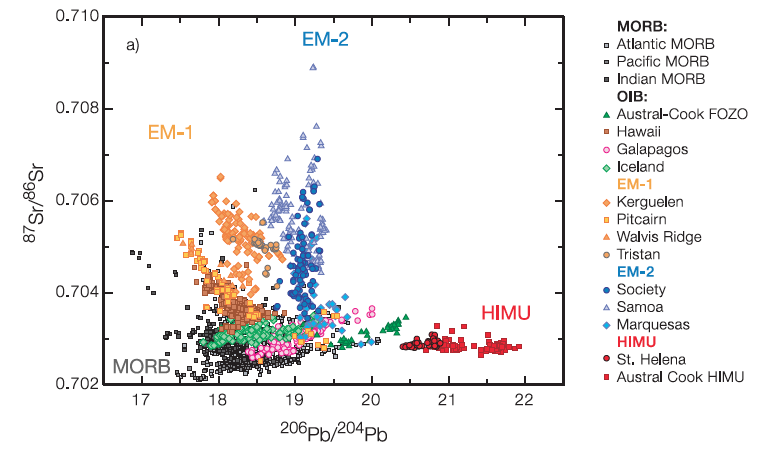 a)
EM-2
EM-1
HIMU
MORB
0.710
0.708
0.706
0.704
0.702
⁸⁷Sr/⁸⁶Sr
17
18
19
20
21
22
²⁰⁶Pb/²⁰⁴Pb
MORB:
Atlantic MORB
Pacific MORB
Indian MORB
OIB:
Austral-Cook FOZO
Hawaii
Galapagos
Iceland
EM-1
Kerguelen
Pitcairn
Walvis Ridge
Tristan
EM-2
Society
Samoa
Marquesas
HIMU
St. Helena
Austral Cook HIMU